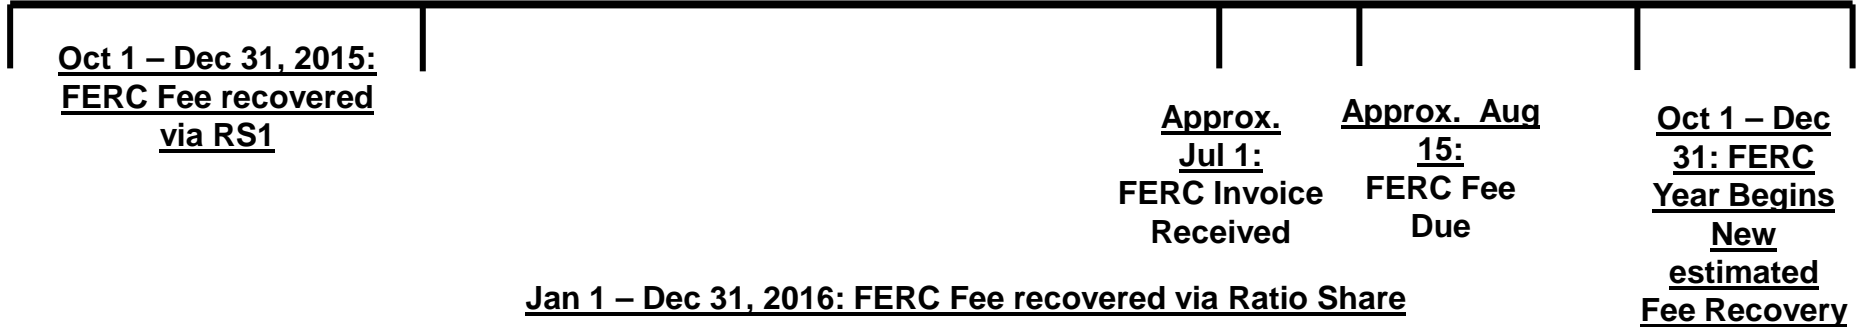 Oct 1 – Dec 31, 2015:
FERC Fee recovered
via RS1
Approx.
Jul 1:
FERC Invoice
Received
Approx. Aug
15:
FERC Fee
Due
Oct 1 – Dec
31: FERC
Year Begins
New
estimated
Fee Recovery
Jan 1 – Dec 31, 2016: FERC Fee recovered via Ratio Share